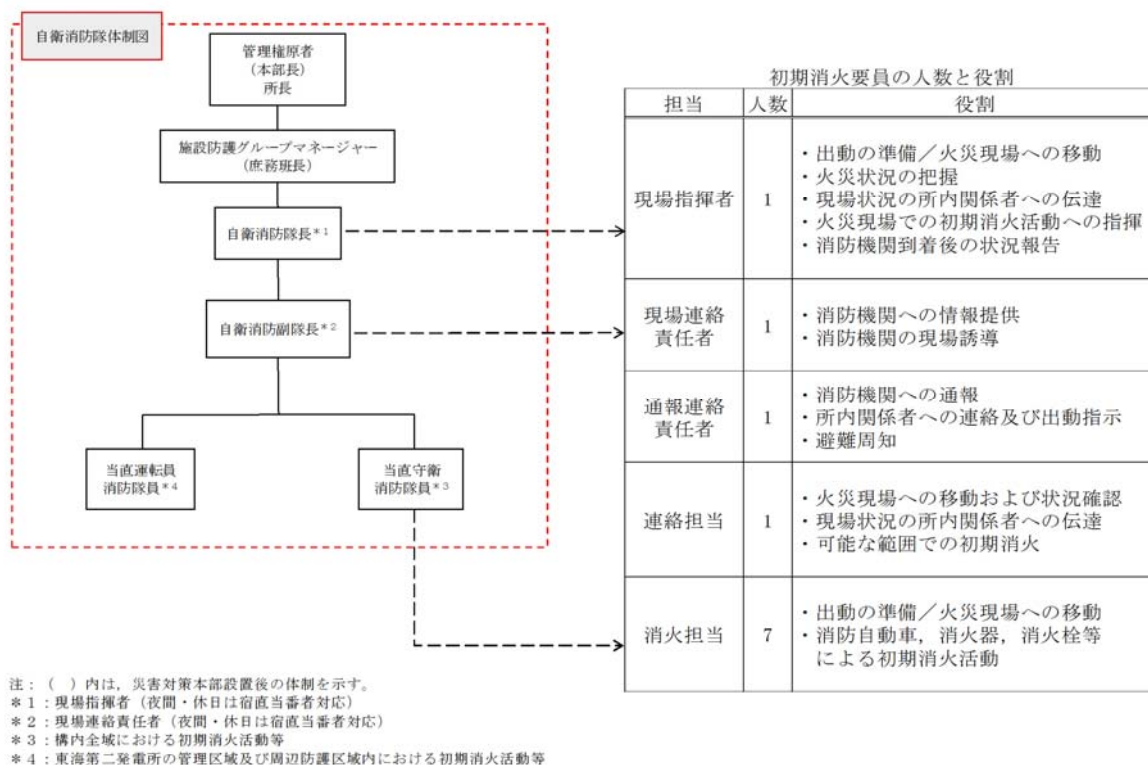 自衛消防隊体制図
管理権原者
(本部長)
所長
施設防護グループマネージャー
(庶務班長)
自衛消防隊長*1
自衛消防副隊長*2
当直運転員
消防隊員*4
当直守衛
消防隊員*3
初期消火要員の人数と役割
担当 人数 役割
現場指揮者 1
・出動の準備/火災現場への移動
・火災状況の把握
・現場状況の所内関係者への伝達
・火災現場での初期消火活動への指揮
・消防機関到着後の状況報告
現場連絡
責任者
1
・消防機関への情報提供
・消防機関の現場誘導
通報連絡
責任者
1
・消防機関への通報
・所内関係者への連絡及び出動指示
・避難周知
連絡担当 1
・火災現場への移動および状況確認
・現場状況の所内関係者への伝達
・可能な範囲での初期消火
消火担当 7
・出動の準備/火災現場への移動
・消防自動車,消火器,消火栓等
による初期消火活動
注:( )内は,災害対策本部設置後の体制を示す。
*1:現場指揮者(夜間・休日は宿直当番者対応)
*2:現場連絡責任者(夜間・休日は宿直当番者対応)
*3:構内全域における初期消火活動等
*4:東海第二発電所の管理区域及び周辺防護区域内における初期消火活動等